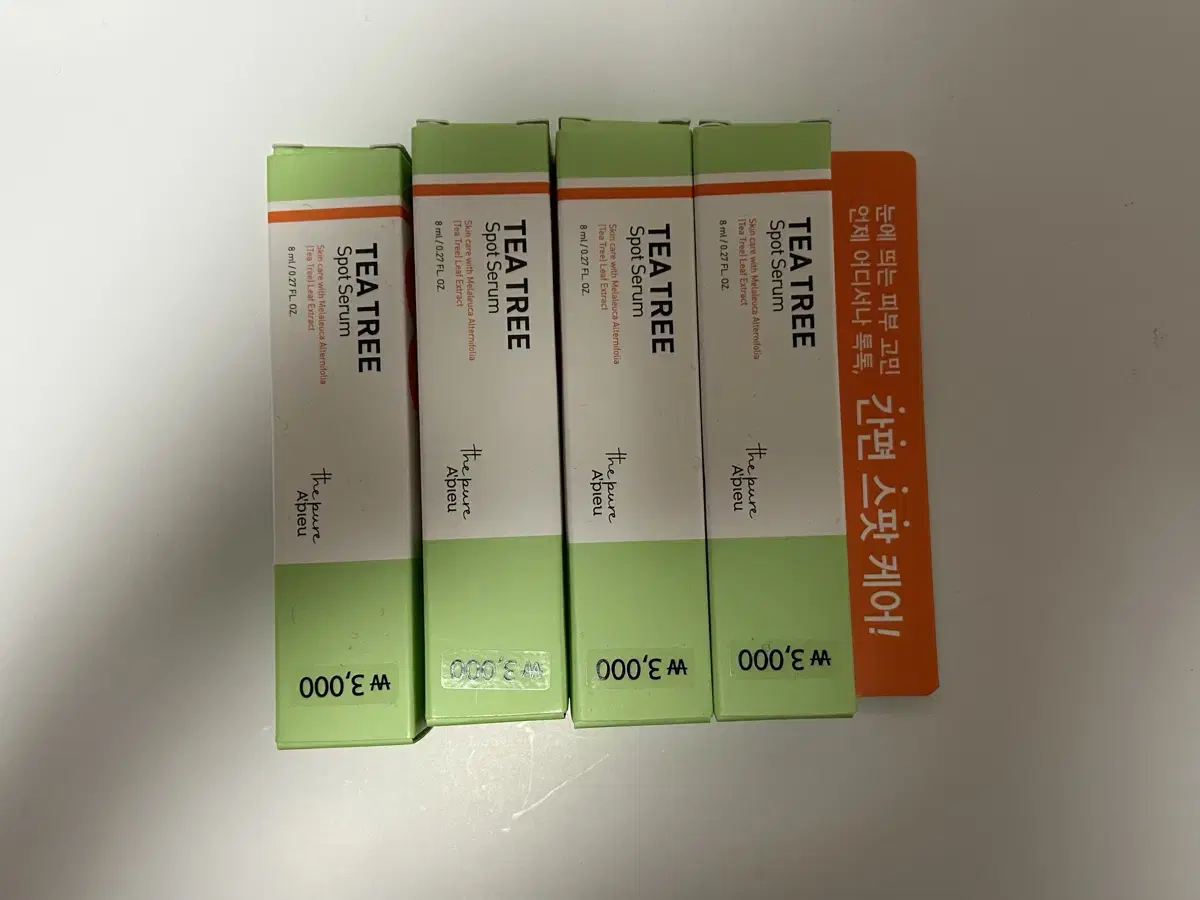 TEA TREE
Spot Serum
Skin care with Melaleuca Alternifolia
(Tea Tree) Leaf Extract
8 ml / 0.27 FL. OZ.
the pure
A'pieu
₩ 3,000
TEA TREE
Spot Serum
Skin care with Melaleuca Alternifolia
(Tea Tree) Leaf Extract
8 ml / 0.27 FL. OZ.
the pure
A'pieu
₩ 3,000
TEA TREE
Spot Serum
Skin care with Melaleuca Alternifolia
(Tea Tree) Leaf Extract
8 ml / 0.27 FL. OZ.
the pure
A'pieu
₩ 3,000
TEA TREE
Spot Serum
Skin care with Melaleuca Alternifolia
(Tea Tree) Leaf Extract
8 ml / 0.27 FL. OZ.
the pure
A'pieu
₩ 3,000
눈에 띄는 피부 고민
언제 어디서나 톡톡,
간편 스팟 케어!